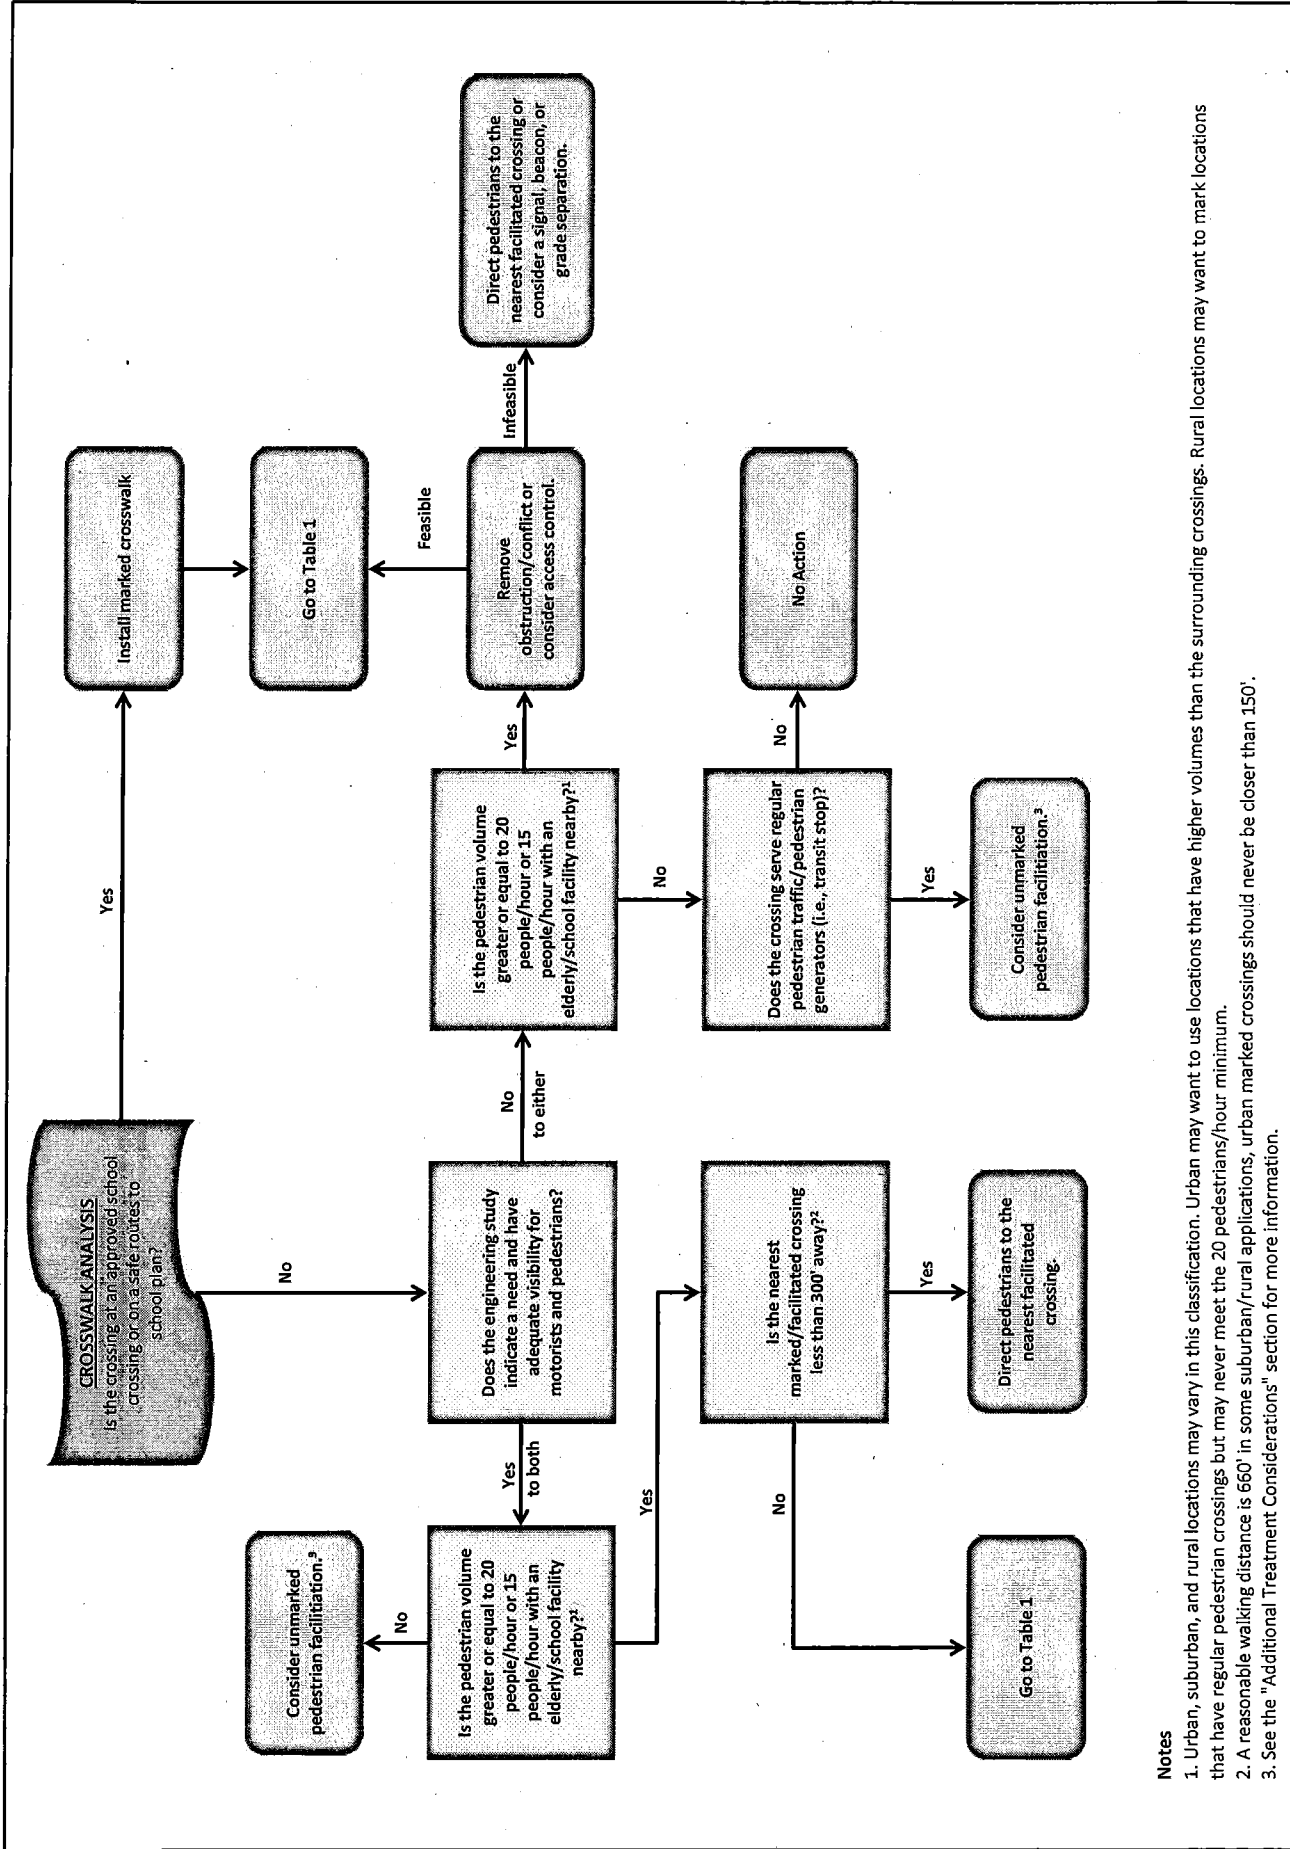 CROSSWALK ANALYSIS
Is the crossing at an approved school
crossing or on a safe routes to
school plan?
Yes
Install marked crosswalk
Go to Table 1
No
Does the engineering study
indicate a need and have
adequate visibility for
motorists and pedestrians?
Yes
to both
No
to either
Is the pedestrian volume
greater or equal to 20
people/hour or 15
people/hour with an
elderly/school facility
nearby?¹
No
Consider unmarked
pedestrian facilitiation.³
Yes
Is the nearest
marked/facilitated crossing
less than 300' away?²
No
Go to Table 1
Yes
Direct pedestrians to the
nearest facilitated
crossing.
Is the pedestrian volume
greater or equal to 20
people/hour or 15
people/hour with an
elderly/school facility nearby?¹
Yes
Remove
obstruction/conflict or
consider access control.
Feasible
Infeasible
Direct pedestrians to the
nearest facilitated crossing or
consider a signal, beacon, or
grade separation.
No
Does the crossing serve regular
pedestrian traffic/pedestrian
generators (i.e., transit stop)?
No
No Action
Yes
Consider unmarked
pedestrian facilitiation.³
Notes
1. Urban, suburban, and rural locations may vary in this classification. Urban may want to use locations that have higher volumes than the surrounding crossings. Rural locations may want to mark locations
that have regular pedestrian crossings but may never meet the 20 pedestrians/hour minimum.
2. A reasonable walking distance is 660' in some suburban/rural applications, urban marked crossings should never be closer than 150'.
3. See the "Additional Treatment Considerations" section for more information.